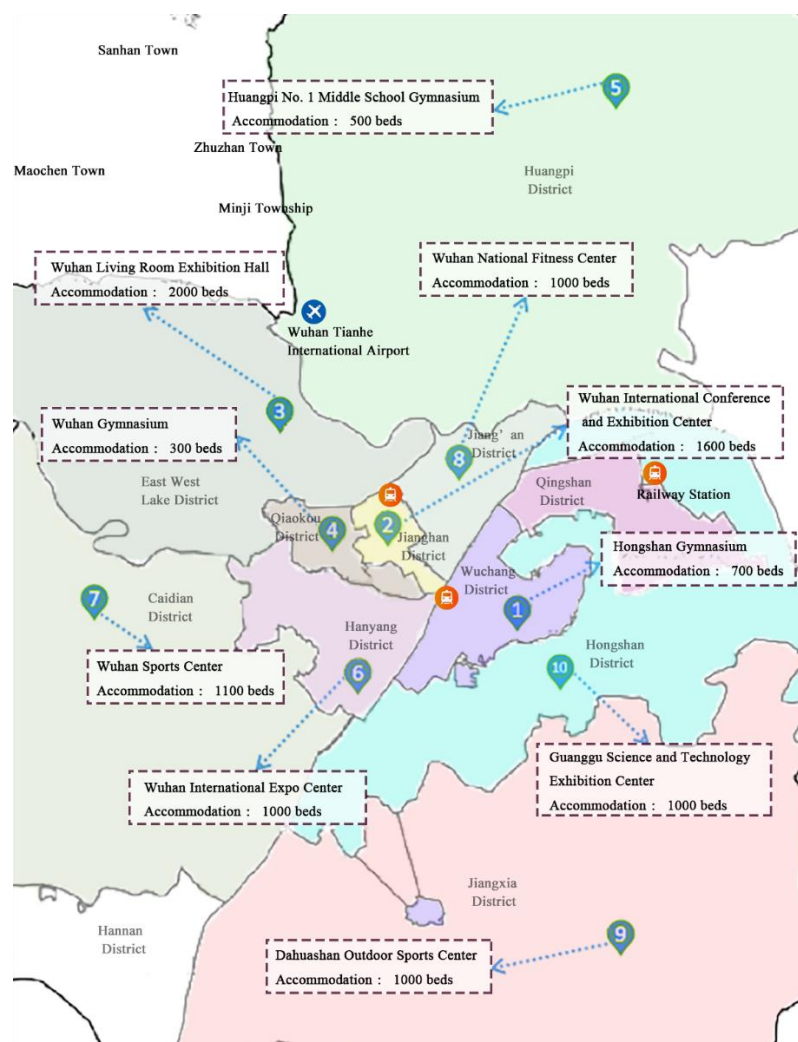 Sanhan Town
5
Huangpi No. 1 Middle School Gymnasium
Accommodation : 500 beds
Zhuzhan Town
Maochen Town
Huangpi
District
Minji Township
Wuhan Living Room Exhibition Hall
Accommodation : 2000 beds
Wuhan National Fitness Center
Accommodation : 1000 beds
Wuhan Tianhe
International Airport
3
Wuhan International Conference
and Exhibition Center
Accommodation : 1600 beds
Wuhan Gymnasium
Accommodation : 300 beds
Jiang' an
District
8
East West
Lake District
Qingshan
District
Railway Station
Qiaokou
District
4
2
Jianghan
District
Hongshan Gymnasium
Accommodation : 700 beds
Wuchang
District
7
Caidian
District
1
Hanyang
District
Hongshan
District
Wuhan Sports Center
Accommodation : 1100 beds
6
10
Guanggu Science and Technology
Exhibition Center
Accommodation : 1000 beds
Wuhan International Expo Center
Accommodation : 1000 beds
Jiangxia
District
Hannan
District
9
Dahuashan Outdoor Sports Center
Accommodation : 1000 beds